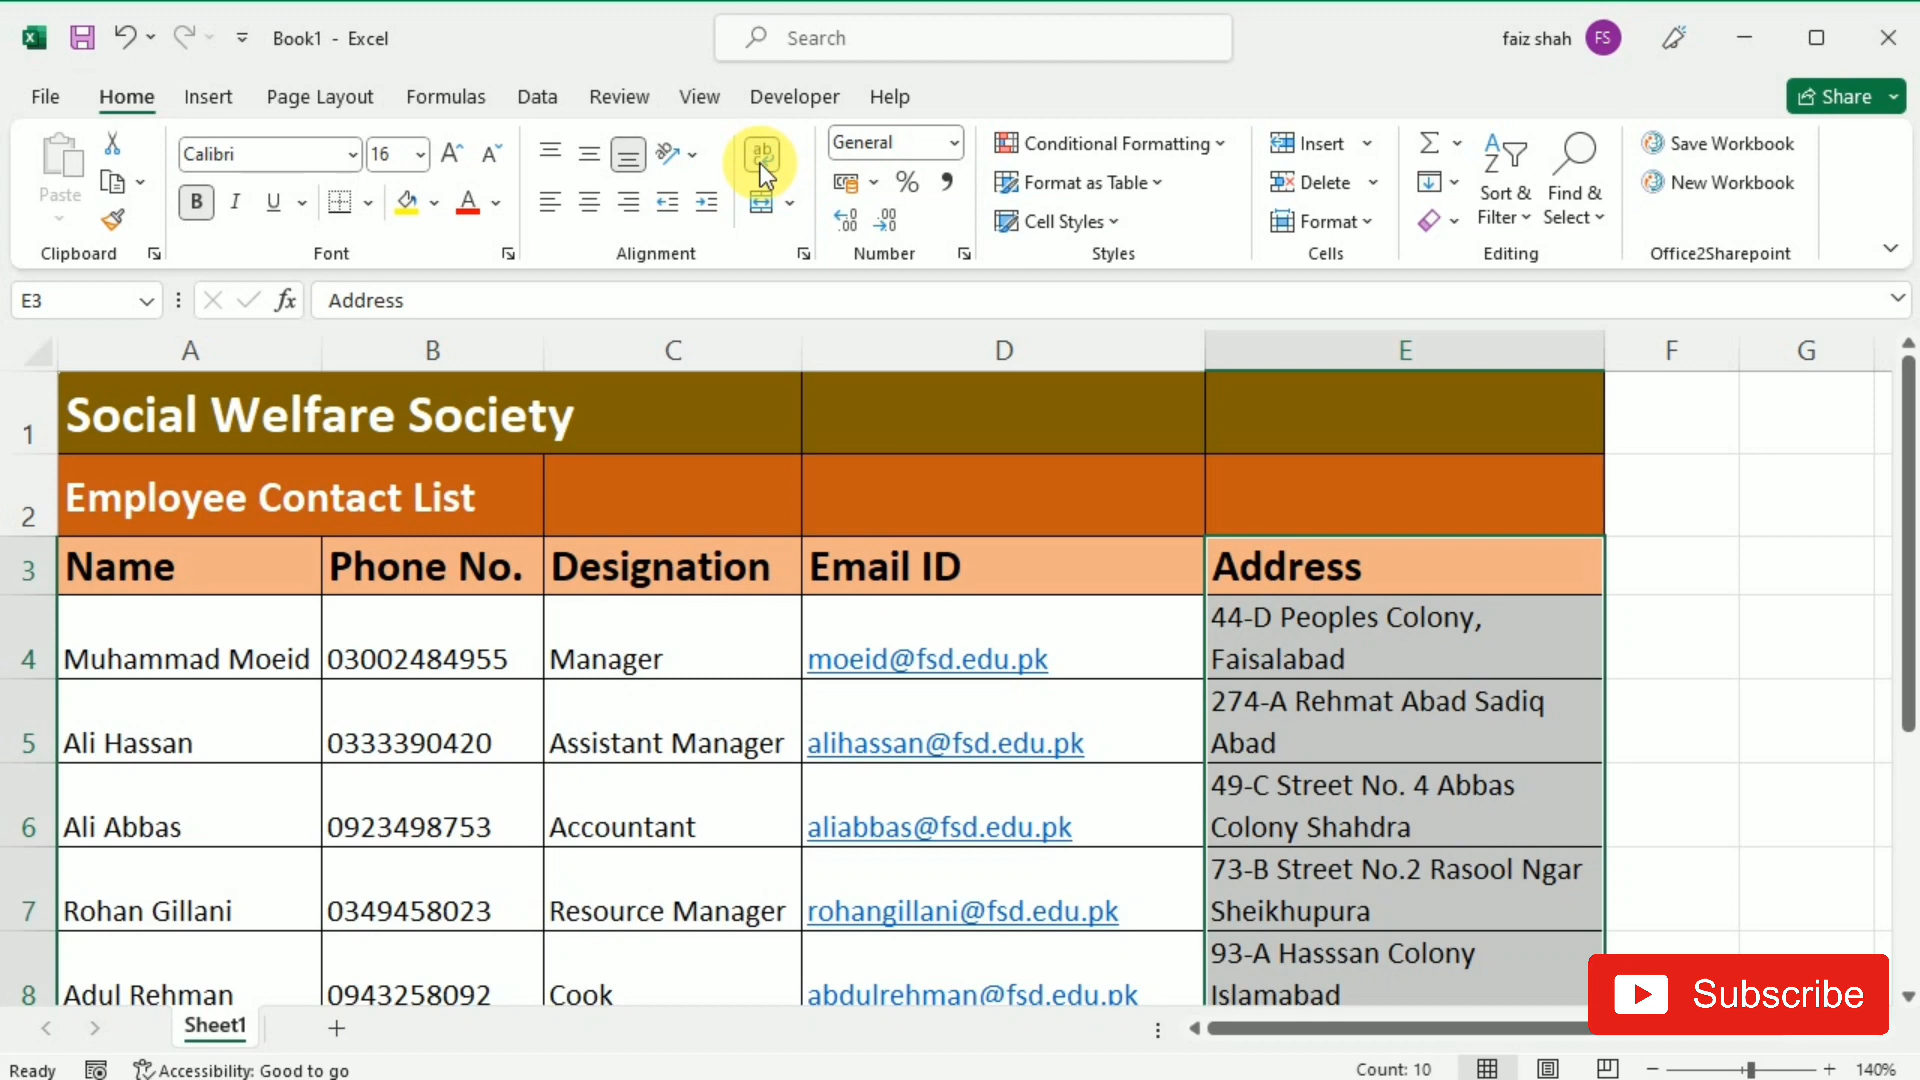 Book1 - Excel
Search
faiz shah
FS
File Home Insert Page Layout Formulas Data Review View Developer Help
Share
Paste
Clipboard
Calibri
16
B I U
A
Font
ab
Alignment
General
%
Number
Conditional Formatting
Format as Table
Cell Styles
Styles
Insert
Delete
Format
Cells
Sort &
Filter
Find &
Select
Editing
Save Workbook
New Workbook
Office2Sharepoint
E3
fx
Address
A B C D E F G
1 Social Welfare Society
2 Employee Contact List
3 Name Phone No. Designation Email ID Address
44-D Peoples Colony,
4 Muhammad Moeid 03002484955 Manager moeid@fsd.edu.pk Faisalabad
274-A Rehmat Abad Sadiq
5 Ali Hassan 0333390420 Assistant Manager alihassan@fsd.edu.pk Abad
49-C Street No. 4 Abbas
6 Ali Abbas 0923498753 Accountant aliabbas@fsd.edu.pk Colony Shahdra
73-B Street No.2 Rasool Ngar
7 Rohan Gillani 0349458023 Resource Manager rohangillani@fsd.edu.pk Sheikhupura
93-A Hasssan Colony
8 Adul Rehman 0943258092 Cook abdulrehman@fsd.edu.pk Islamabad
Subscribe
Sheet1
Ready
Accessibility: Good to go
Count: 10
140%